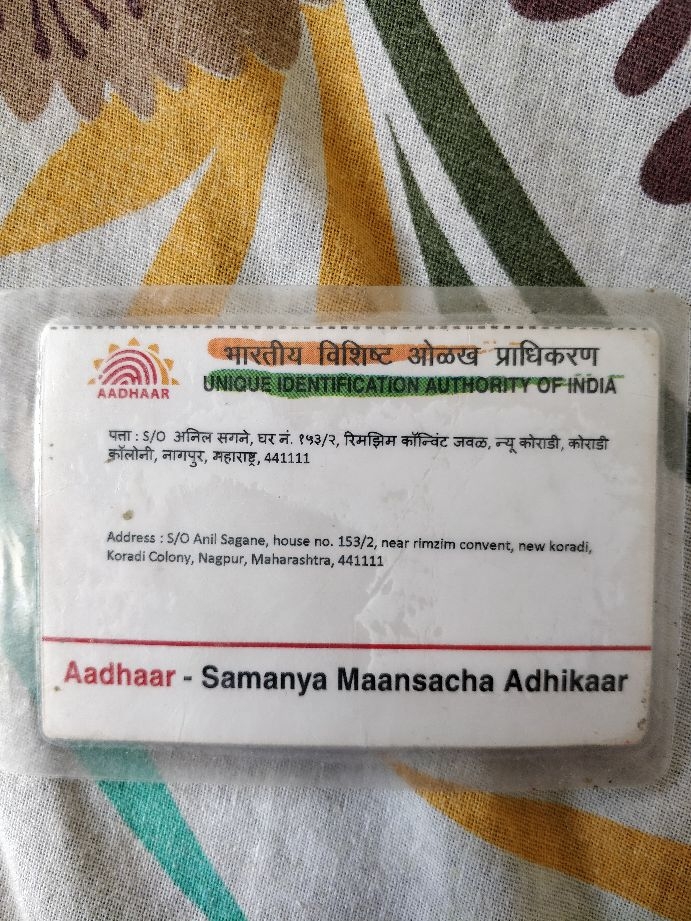 भारतीय विशिष्ट ओळख प्राधिकरण
AADHAAR
UNIQUE IDENTIFICATION AUTHORITY OF INDIA
पत्ता : S/O अनिल सगने, घर नं. १५३/२, रिमझिम कॉन्विंट जवळ, न्यू कोराडी, कोराडी
कॉलोनी, नागपुर, महाराष्ट्र, 441111
Address : S/O Anil Sagane, house no. 153/2, near rimzim convent, new koradi,
Koradi Colony, Nagpur, Maharashtra, 441111
Aadhaar - Samanya Maansacha Adhikaar